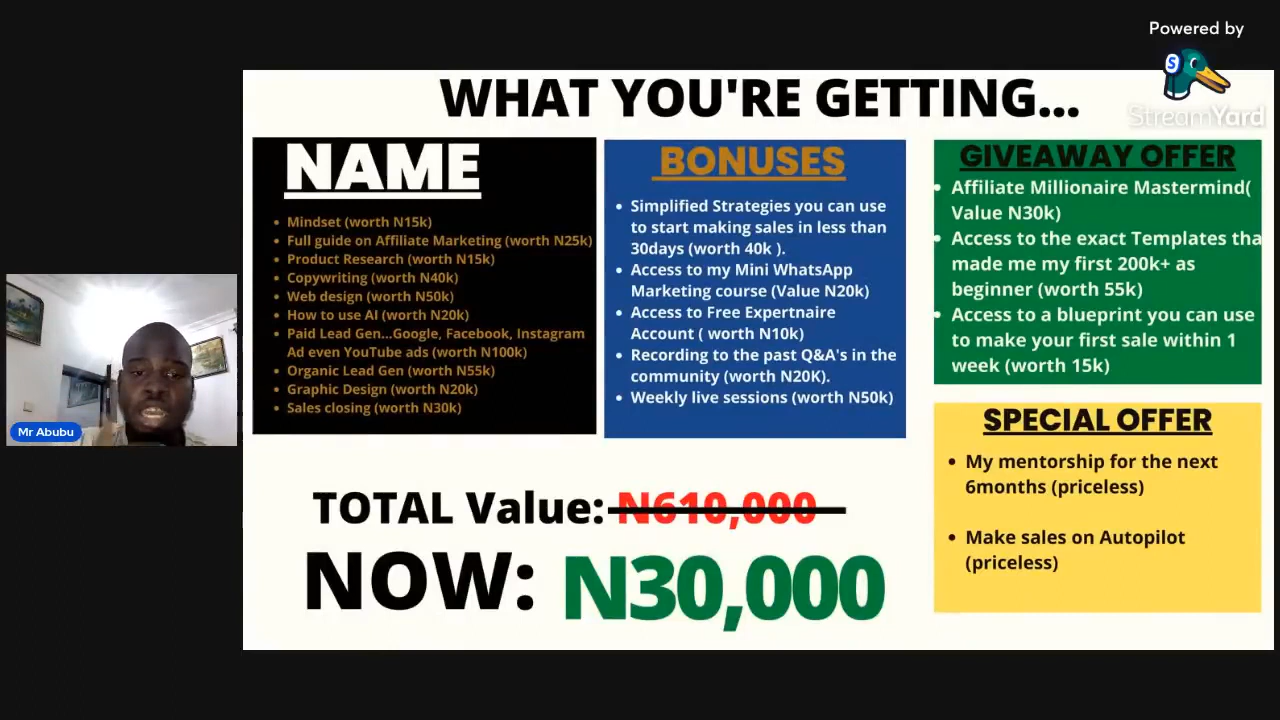 Powered by
StreamYard
WHAT YOU'RE GETTING...
NAME
• Mindset (worth N15k)
• Full guide on Affiliate Marketing (worth N25k)
• Product Research (worth N15k)
• Copywriting (worth N40k)
• Web design (worth N50k)
• How to use AI (worth N20k)
• Paid Lead Gen...Google, Facebook, Instagram
Ad even YouTube ads (worth N100k)
• Organic Lead Gen (worth N55k)
• Graphic Design (worth N20k)
• Sales closing (worth N30k)
BONUSES
• Simplified Strategies you can use
to start making sales in less than
30days (worth 40k ).
• Access to my Mini WhatsApp
Marketing course (Value N20k)
• Access to Free Expertnaire
Account ( worth N10k)
• Recording to the past Q&A's in the
community (worth N20K).
• Weekly live sessions (worth N50k)
GIVEAWAY OFFER
• Affiliate Millionaire Mastermind(
Value N30k)
• Access to the exact Templates tha
made me my first 200k+ as
beginner (worth 55k)
• Access to a blueprint you can use
to make your first sale within 1
week (worth 15k)
SPECIAL OFFER
• My mentorship for the next
6months (priceless)
• Make sales on Autopilot
(priceless)
TOTAL Value: N610,000
NOW: N30,000
Mr Abubu